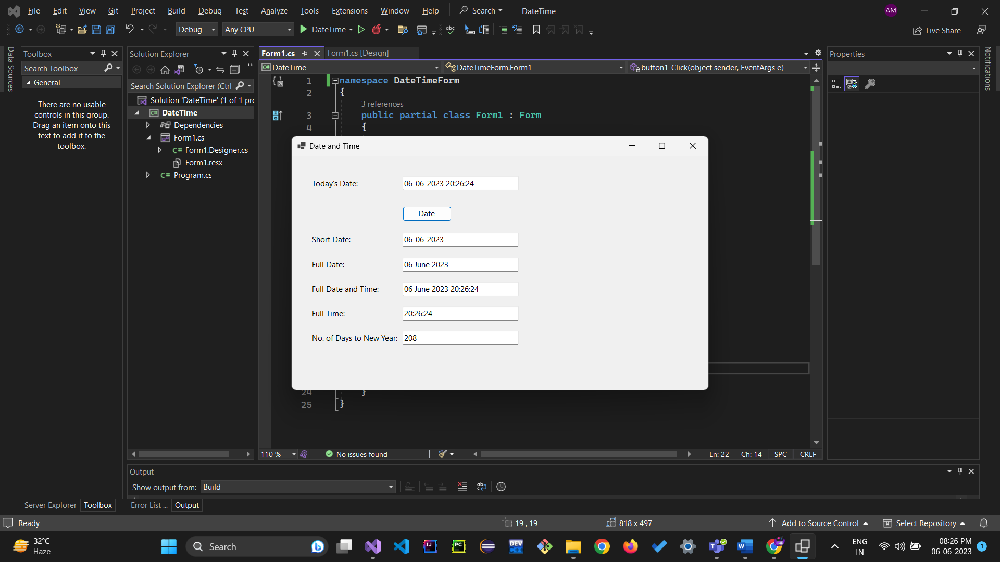 File Edit View Git Project Build Debug Test Analyze Tools Extensions Window Help Search DateTime AM
Debug Any CPU DateTime Live Share
Data Sources
Toolbox
Search Toolbox
General
There are no usable
controls in this group.
Drag an item onto this
text to add it to the
toolbox.
Solution Explorer
Search Solution Explorer (Ctrl
Solution 'DateTime' (1 of 1 pro
DateTime
Dependencies
Form1.cs
Form1.Designer.cs
Form1.resx
Program.cs
Form1.cs Form1.cs [Design]
DateTime DateTimeForm.Form1 button1_Click(object sender, EventArgs e)
1 namespace DateTimeForm
2 {
3 references
3 public partial class Form1 : Form
4 {
Date and Time
Today's Date: 06-06-2023 20:26:24
Date
Short Date: 06-06-2023
Full Date: 06 June 2023
Full Date and Time: 06 June 2023 20:26:24
Full Time: 20:26:24
No. of Days to New Year: 208
24 }
25 }
110 % No issues found Ln: 22 Ch: 14 SPC CRLF
Properties
Notifications
Output
Show output from: Build
Server Explorer Toolbox Error List ... Output
Ready 19 , 19 818 x 497 Add to Source Control Select Repository
32°C
Haze
Search
ENG
IN
08:26 PM
06-06-2023
1